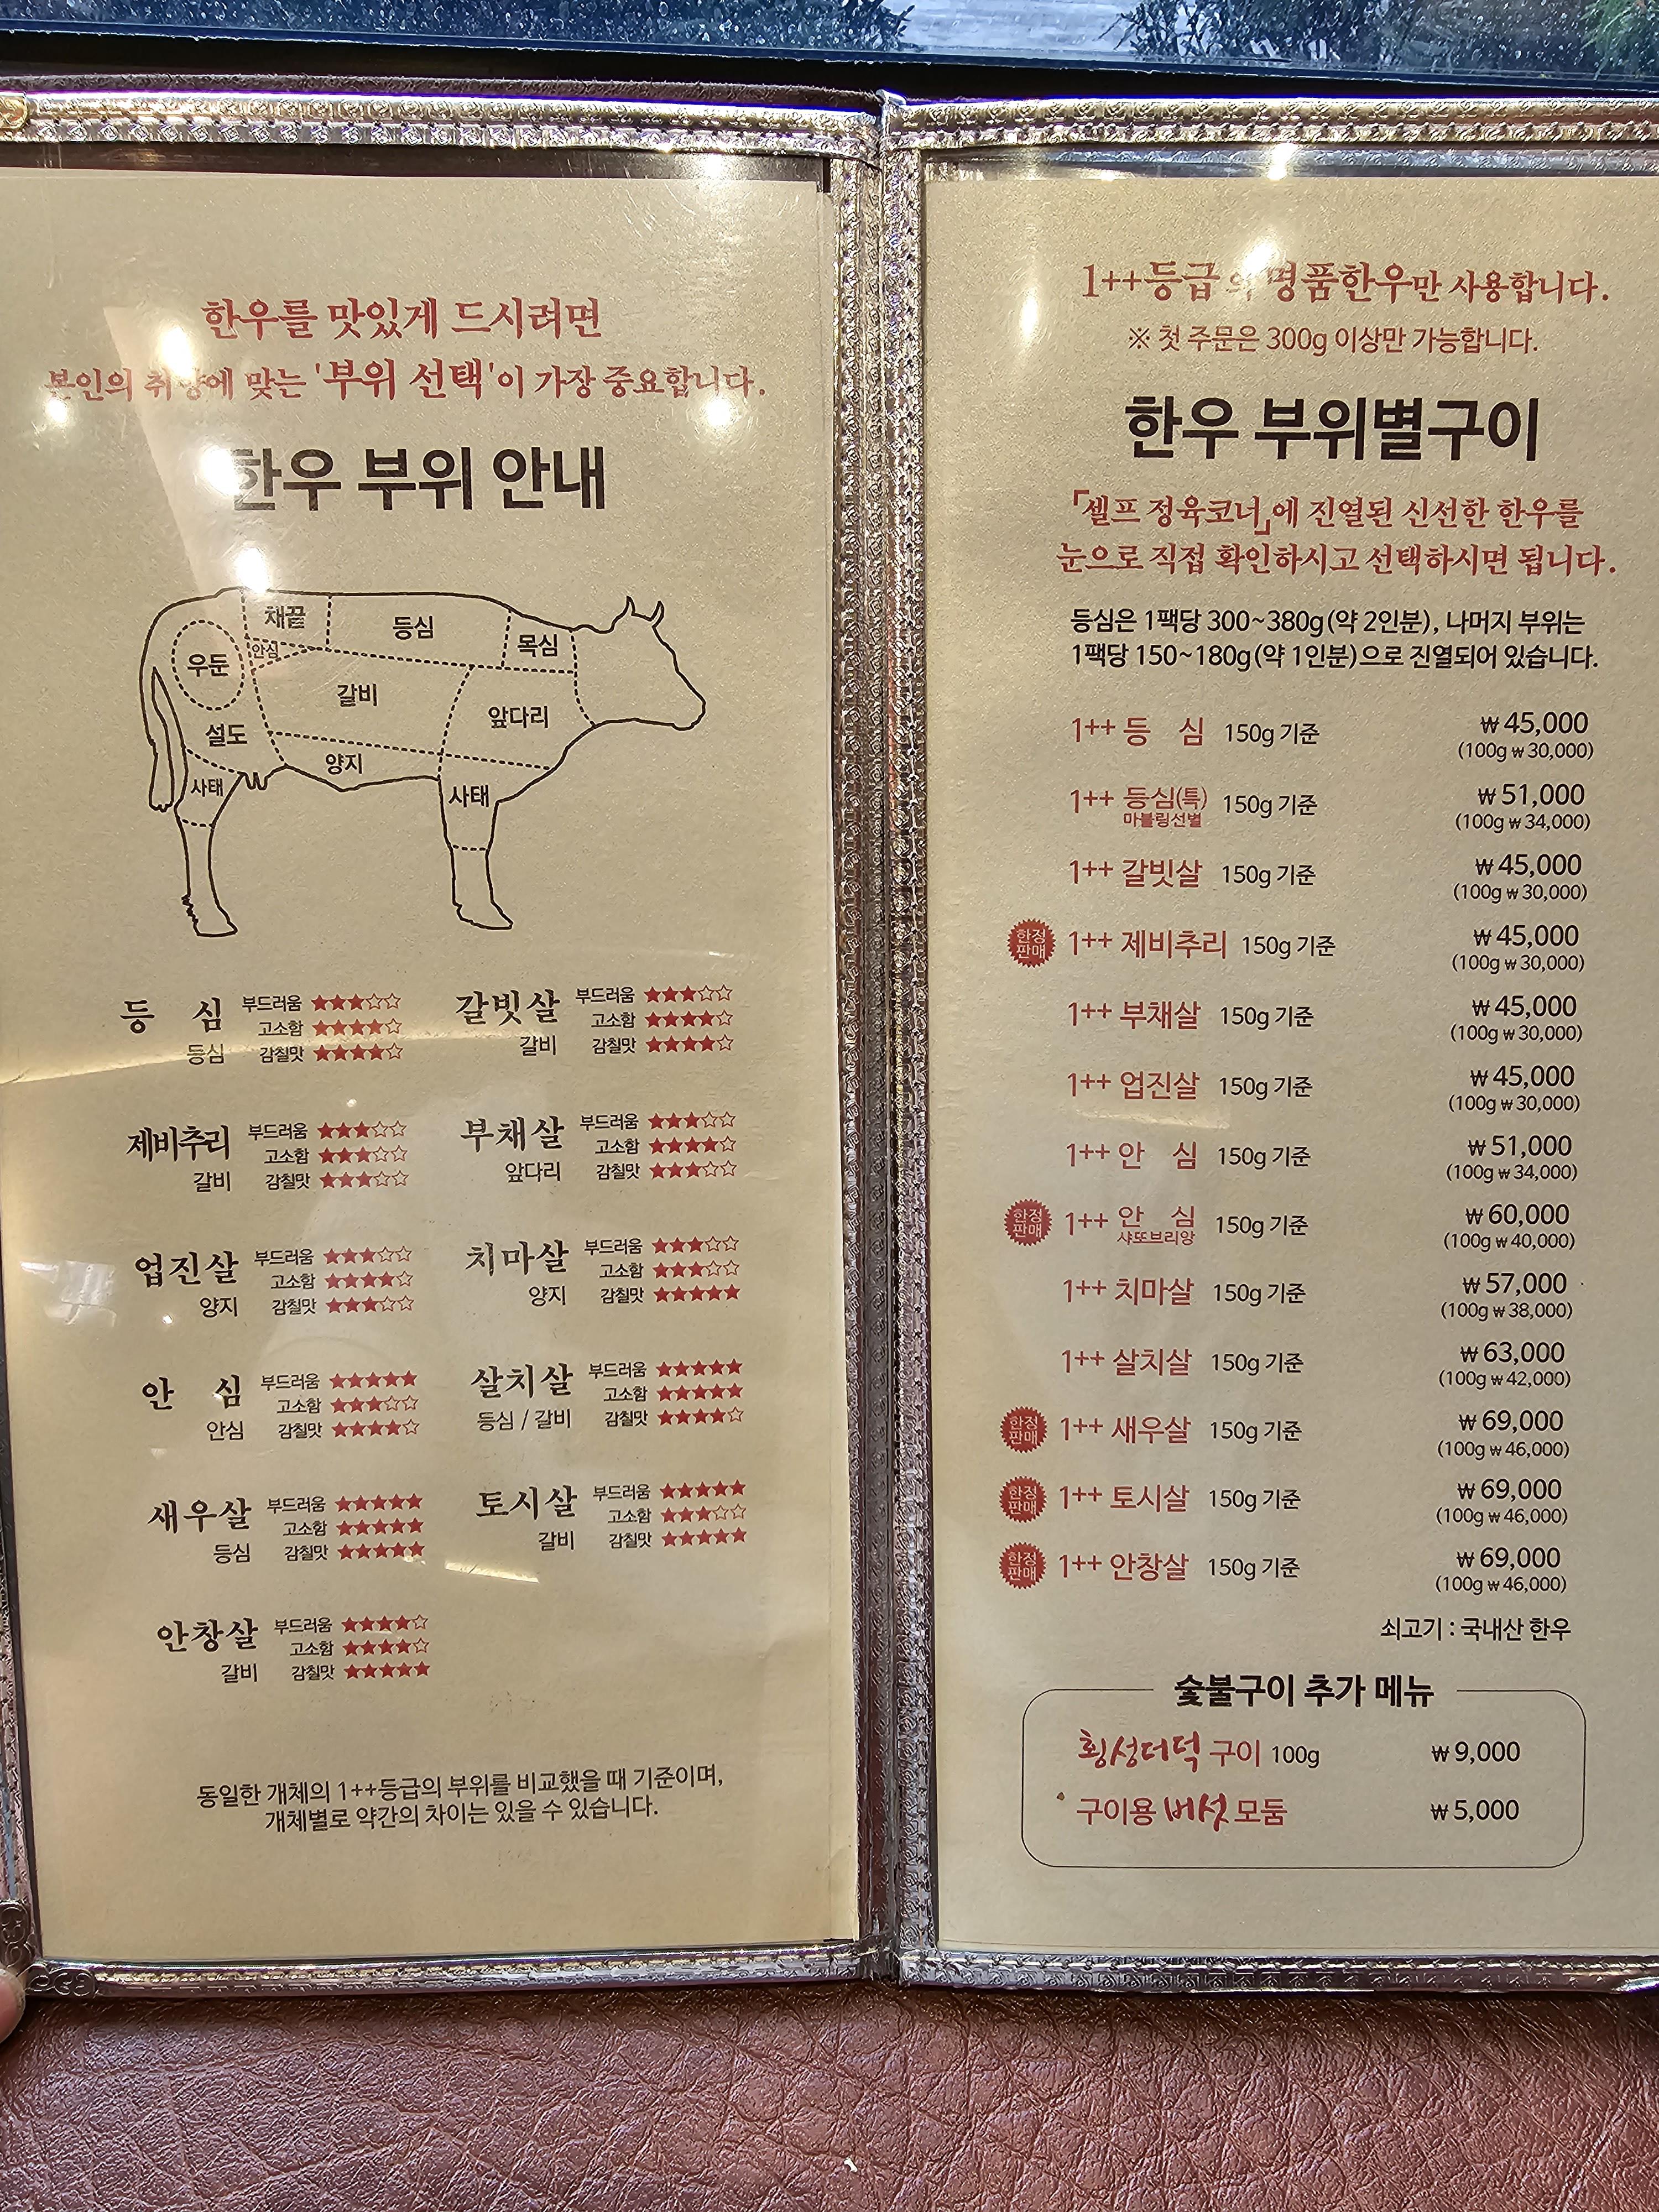 한우를 맛있게 드시려면
본인의 취향에 맞는 '부위 선택'이 가장 중요합니다.
한우 부위 안내
채끝
등심
목심
안심
우둔
갈비
앞다리
설도
양지
사태
사태
등 심 부드러움 ★★★☆☆
고소함 ★★★★☆
등심 감칠맛 ★★★★☆
갈빗살 부드러움 ★★★☆☆
고소함 ★★★★☆
갈비 감칠맛 ★★★★☆
제비추리 부드러움 ★★★☆☆
고소함 ★★★☆☆
갈비 감칠맛 ★★★☆☆
부채살 부드러움 ★★★☆☆
고소함 ★★★★☆
앞다리 감칠맛 ★★★☆☆
업진살 부드러움 ★★★☆☆
고소함 ★★★★☆
양지 감칠맛 ★★★☆☆
치마살 부드러움 ★★★☆☆
고소함 ★★★☆☆
양지 감칠맛 ★★★★★
안 심 부드러움 ★★★★★
고소함 ★★★☆☆
안심 감칠맛 ★★★★☆
살치살 부드러움 ★★★★★
고소함 ★★★★★
등심 / 갈비 감칠맛 ★★★★☆
새우살 부드러움 ★★★★★
고소함 ★★★★★
등심 감칠맛 ★★★★★
토시살 부드러움 ★★★★★
고소함 ★★★☆☆
갈비 감칠맛 ★★★★★
안창살 부드러움 ★★★★☆
고소함 ★★★★☆
갈비 감칠맛 ★★★★★
동일한 개체의 1++등급의 부위를 비교했을 때 기준이며,
개체별로 약간의 차이는 있을 수 있습니다.
1++등급의 명품한우만 사용합니다.
※ 첫 주문은 300g 이상만 가능합니다.
한우 부위별구이
「셀프 정육코너」에 진열된 신선한 한우를
눈으로 직접 확인하시고 선택하시면 됩니다.
등심은 1팩당 300~380g(약 2인분), 나머지 부위는
1팩당 150~180g(약 1인분)으로 진열되어 있습니다.
1++ 등 심 150g 기준 ₩45,000
(100g ₩30,000)
1++ 등심(특) 150g 기준 ₩51,000
마블링선별 (100g ₩34,000)
1++ 갈빗살 150g 기준 ₩45,000
(100g ₩30,000)
한정판매 1++ 제비추리 150g 기준 ₩45,000
(100g ₩30,000)
1++ 부채살 150g 기준 ₩45,000
(100g ₩30,000)
1++ 업진살 150g 기준 ₩45,000
(100g ₩30,000)
1++ 안 심 150g 기준 ₩51,000
(100g ₩34,000)
한정판매 1++ 안 심 150g 기준 ₩60,000
샤또브리앙 (100g ₩40,000)
1++ 치마살 150g 기준 ₩57,000
(100g ₩38,000)
1++ 살치살 150g 기준 ₩63,000
(100g ₩42,000)
한정판매 1++ 새우살 150g 기준 ₩69,000
(100g ₩46,000)
한정판매 1++ 토시살 150g 기준 ₩69,000
(100g ₩46,000)
한정판매 1++ 안창살 150g 기준 ₩69,000
(100g ₩46,000)
쇠고기 : 국내산 한우
숯불구이 추가 메뉴
횡성더덕 구이 100g ₩9,000
구이용 버섯 모둠 ₩5,000